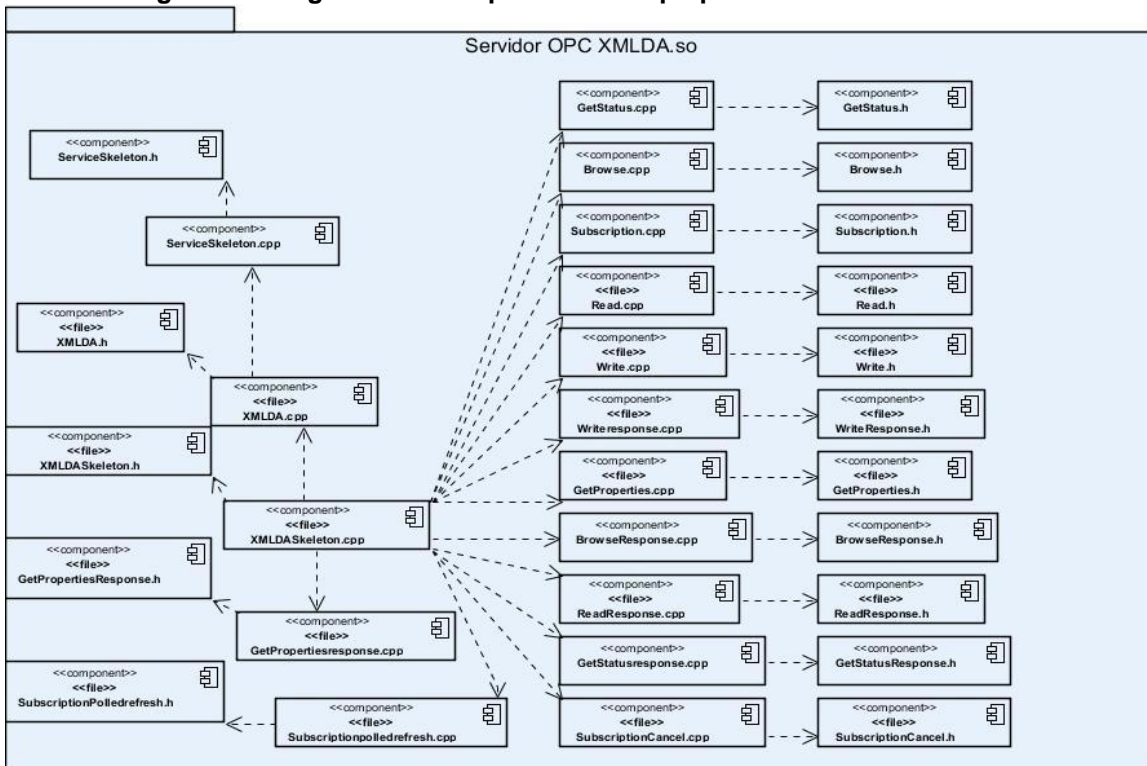 Servidor OPC XMLDA.so
<<component>>
ServiceSkeleton.h
<<component>>
ServiceSkeleton.cpp
<<component>>
<<file>>
XMLDA.h
<<component>>
<<file>>
XMLDA.cpp
<<component>>
<<file>>
XMLDASkeleton.h
<<component>>
<<file>>
XMLDASkeleton.cpp
<<component>>
<<file>>
GetPropertiesResponse.h
<<component>>
<<file>>
GetPropertiesresponse.cpp
<<component>>
<<file>>
SubscriptionPolledrefresh.h
<<component>>
<<file>>
Subscriptionpolledrefresh.cpp
<<component>>
GetStatus.cpp
<<component>>
GetStatus.h
<<component>>
Browse.cpp
<<component>>
Browse.h
<<component>>
Subscription.cpp
<<component>>
Subscription.h
<<component>>
<<file>>
Read.cpp
<<component>>
<<file>>
Read.h
<<component>>
<<file>>
Write.cpp
<<component>>
<<file>>
Write.h
<<component>>
<<file>>
Writeresponse.cpp
<<component>>
<<file>>
WriteResponse.h
<<component>>
<<file>>
GetProperties.cpp
<<component>>
<<file>>
GetProperties.h
<<component>>
BrowseResponse.cpp
<<component>>
BrowseResponse.h
<<component>>
<<file>>
ReadResponse.cpp
<<component>>
<<file>>
ReadResponse.h
<<component>>
GetStatusresponse.cpp
<<component>>
GetStatusResponse.h
<<component>>
<<file>>
SubscriptionCancel.cpp
<<component>>
<<file>>
SubscriptionCancel.h